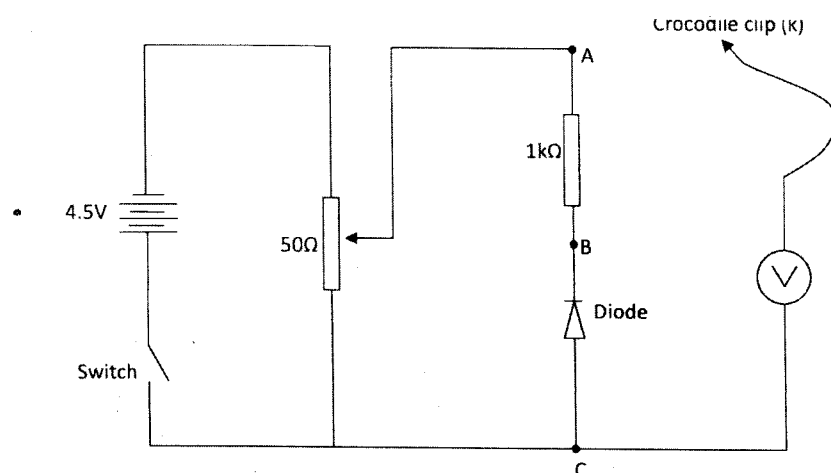 Crocodile clip (K)
A
1kΩ
4.5V
50Ω
B
V
Diode
Switch
C